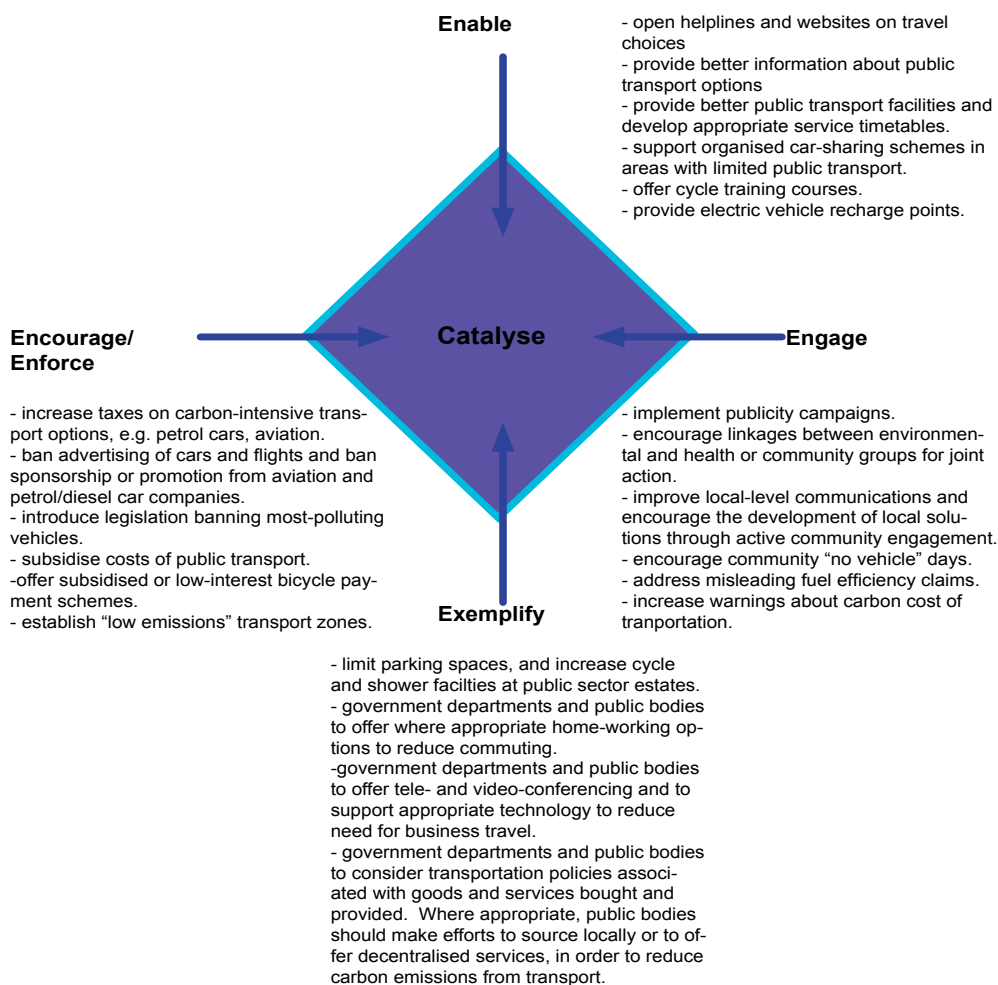 Enable
- open helplines and websites on travel
choices
- provide better information about public
transport options
- provide better public transport facilities and
develop appropriate service timetables.
- support organised car-sharing schemes in
areas with limited public transport.
- offer cycle training courses.
- provide electric vehicle recharge points.
Catalyse
Encourage/
Enforce
- increase taxes on carbon-intensive trans-
port options, e.g. petrol cars, aviation.
- ban advertising of cars and flights and ban
sponsorship or promotion from aviation and
petrol/diesel car companies.
- introduce legislation banning most-polluting
vehicles.
- subsidise costs of public transport.
-offer subsidised or low-interest bicycle pay-
ment schemes.
- establish “low emissions” transport zones.
Engage
- implement publicity campaigns.
- encourage linkages between environmen-
tal and health or community groups for joint
action.
- improve local-level communications and
encourage the development of local solu-
tions through active community engagement.
- encourage community “no vehicle” days.
- address misleading fuel efficiency claims.
- increase warnings about carbon cost of
tranportation.
Exemplify
- limit parking spaces, and increase cycle
and shower facilties at public sector estates.
- government departments and public bodies
to offer where appropriate home-working op-
tions to reduce commuting.
-government departments and public bodies
to offer tele- and video-conferencing and to
support appropriate technology to reduce
need for business travel.
- government departments and public bodies
to consider transportation policies associ-
ated with goods and services bought and
provided.  Where appropriate, public bodies
should make efforts to source locally or to of-
fer decentralised services, in order to reduce
carbon emissions from transport.